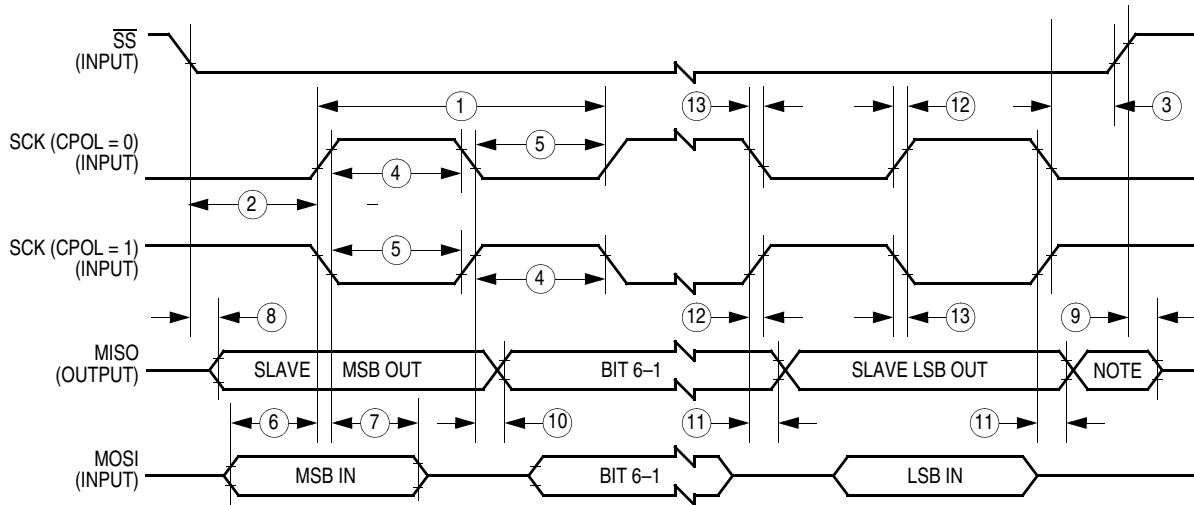 SS
(INPUT)
1
13
12
3
SCK (CPOL = 0)
(INPUT)
5
4
2
SCK (CPOL = 1)
(INPUT)
5
4
8
12
13
9
MISO
(OUTPUT)
SLAVE MSB OUT
BIT 6–1
SLAVE LSB OUT
NOTE
6
7
10
11
11
MOSI
(INPUT)
MSB IN
BIT 6–1
LSB IN